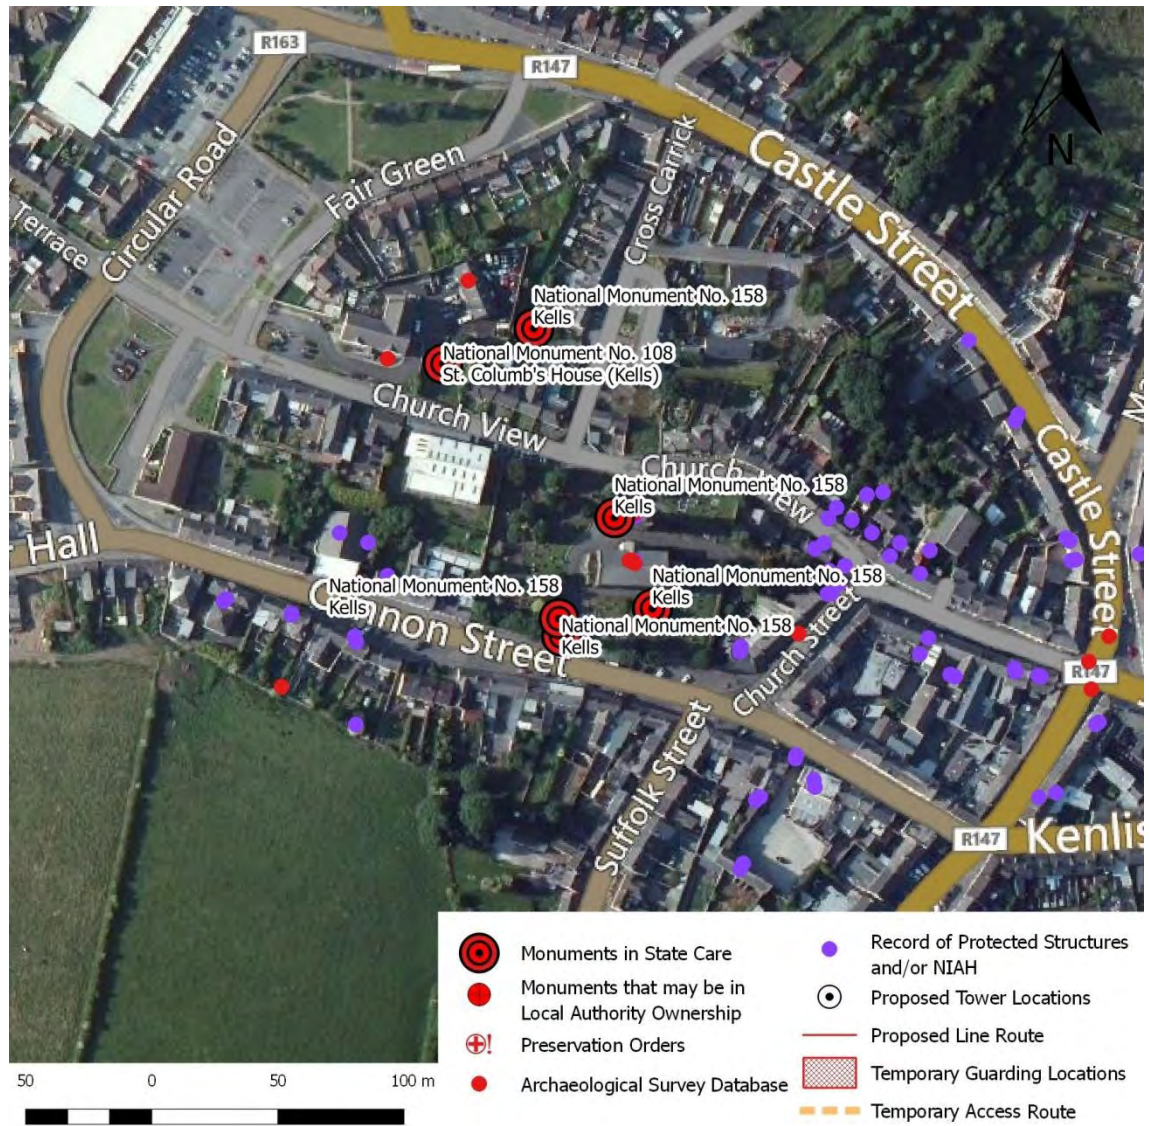 R163
R147
Castle Street
N
Cross Carrick
Fair Green
Circular Road
Terrace
National Monument No. 158
Kells
National Monument No. 108
St. Columb's House (Kells)
Church View
Castle Street
Church View
National Monument No. 158
Kells
Hall
National Monument No. 158
Kells
National Monument No. 158
Kells
National Monument No. 158
Kells
Cannon Street
Church Street
R147
Suffolk Street
R147
Kenlis
Monuments in State Care
Monuments that may be in
Local Authority Ownership
Preservation Orders
Archaeological Survey Database
Record of Protected Structures
and/or NIAH
Proposed Tower Locations
Proposed Line Route
Temporary Guarding Locations
Temporary Access Route
50 0 50 100 m